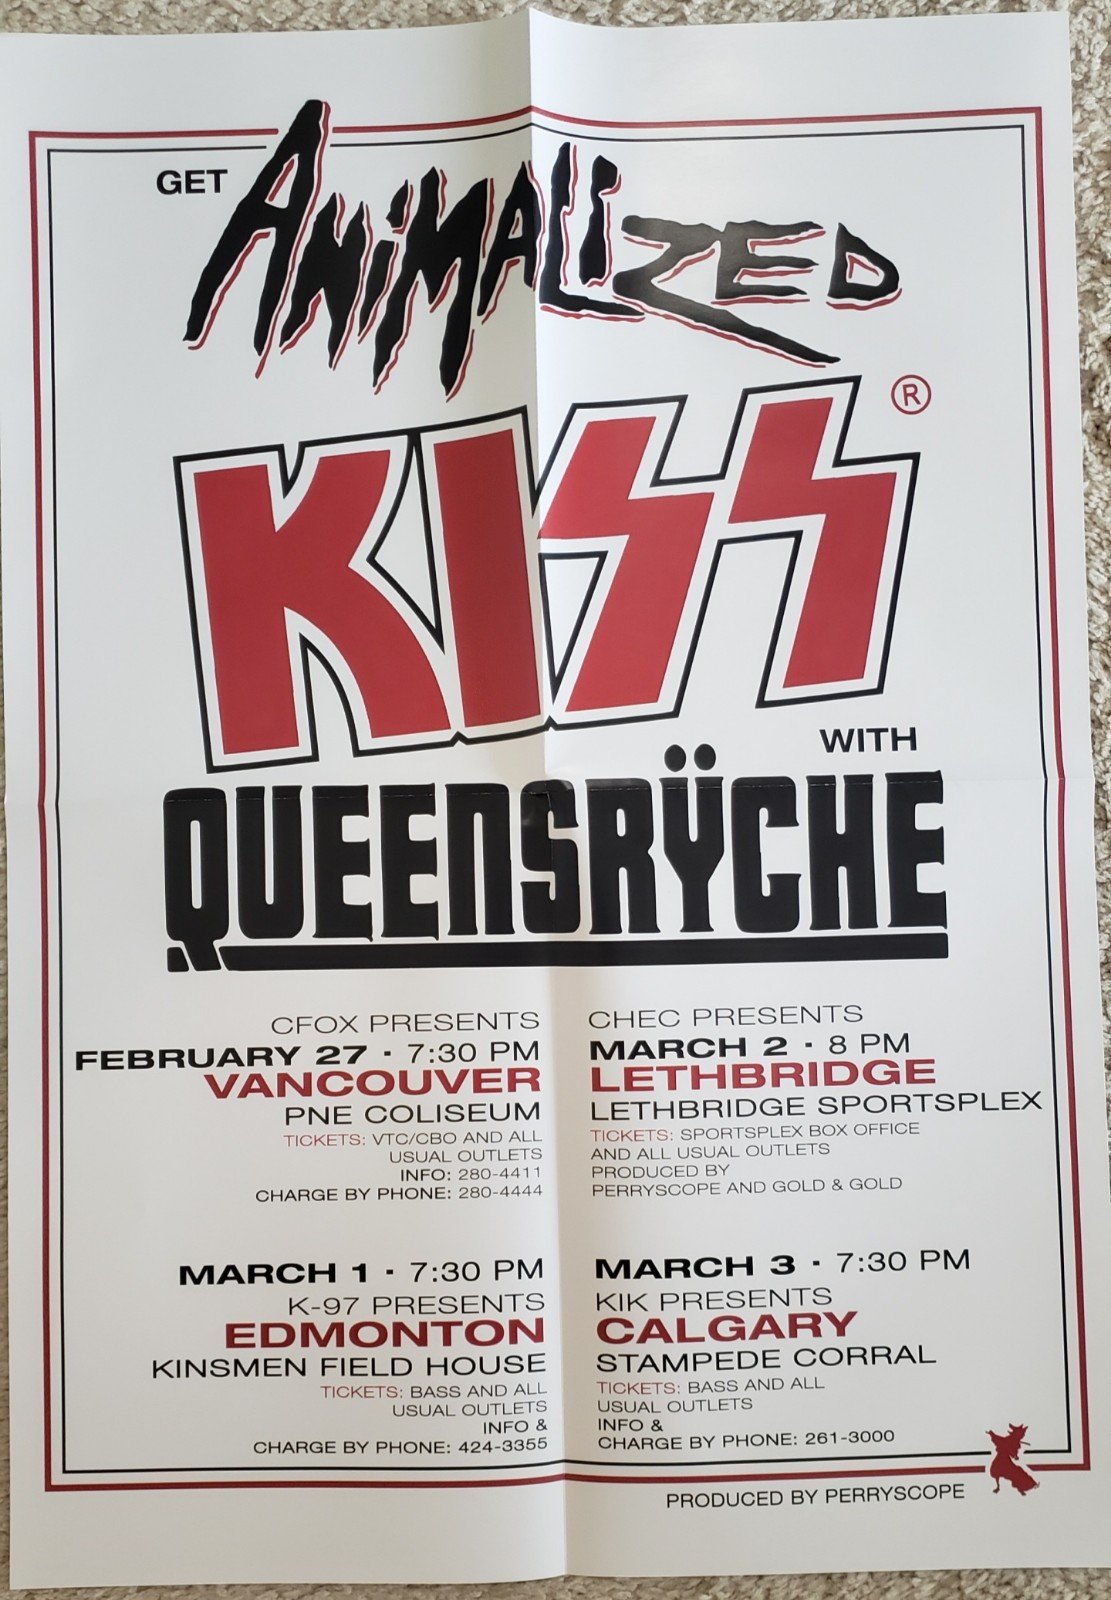 GET ANIMALIZED
KISS ®
WITH
QUEENSRŸCHE
CFOX PRESENTS
FEBRUARY 27 · 7:30 PM
VANCOUVER
PNE COLISEUM
TICKETS: VTC/CBO AND ALL
USUAL OUTLETS
INFO: 280-4411
CHARGE BY PHONE: 280-4444
CHEC PRESENTS
MARCH 2 · 8 PM
LETHBRIDGE
LETHBRIDGE SPORTSPLEX
TICKETS: SPORTSPLEX BOX OFFICE
AND ALL USUAL OUTLETS
PRODUCED BY
PERRYSCOPE AND GOLD & GOLD
MARCH 1 · 7:30 PM
K-97 PRESENTS
EDMONTON
KINSMEN FIELD HOUSE
TICKETS: BASS AND ALL
USUAL OUTLETS
INFO &
CHARGE BY PHONE: 424-3355
MARCH 3 · 7:30 PM
KIK PRESENTS
CALGARY
STAMPEDE CORRAL
TICKETS: BASS AND ALL
USUAL OUTLETS
INFO &
CHARGE BY PHONE: 261-3000
PRODUCED BY PERRYSCOPE